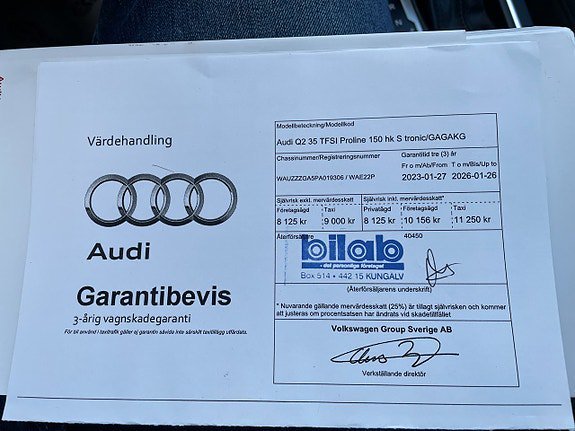 Värdehandling
Audi
Garantibevis
3-årig vagnskadegaranti
För bil använd i taxitrafik gäller ej garantin såvida inte särskilt taxitillägg utfärdats.
Modellbeteckning/Modellkod
Audi Q2 35 TFSI Proline 150 hk S tronic/GAGAKG
Chassinummer/Registreringsnummer
WAUZZZGA5PA019306 / WAE22P
Garantitid tre (3) år
Fr o m/Ab/From T o m/Bis/Up to
2023-01-27 2026-01-26
Självrisk exkl. mervärdesskatt Självrisk inkl. mervärdesskatt*
Företagsägd Taxi Privatägd Företagsägd Taxi
8 125 kr 9 000 kr 8 125 kr 10 156 kr 11 250 kr
Återförsäljare 40450
bilab
- det personliga företaget
Box 514 • 442 15 KUNGÄLV
(Återförsäljarens underskrift)
* Nuvarande gällande mervärdesskatt (25%) är tillagt självrisken och kommer
att justeras om procentsatsen har ändrats vid skadetillfället
Volkswagen Group Sverige AB
Verkställande direktör